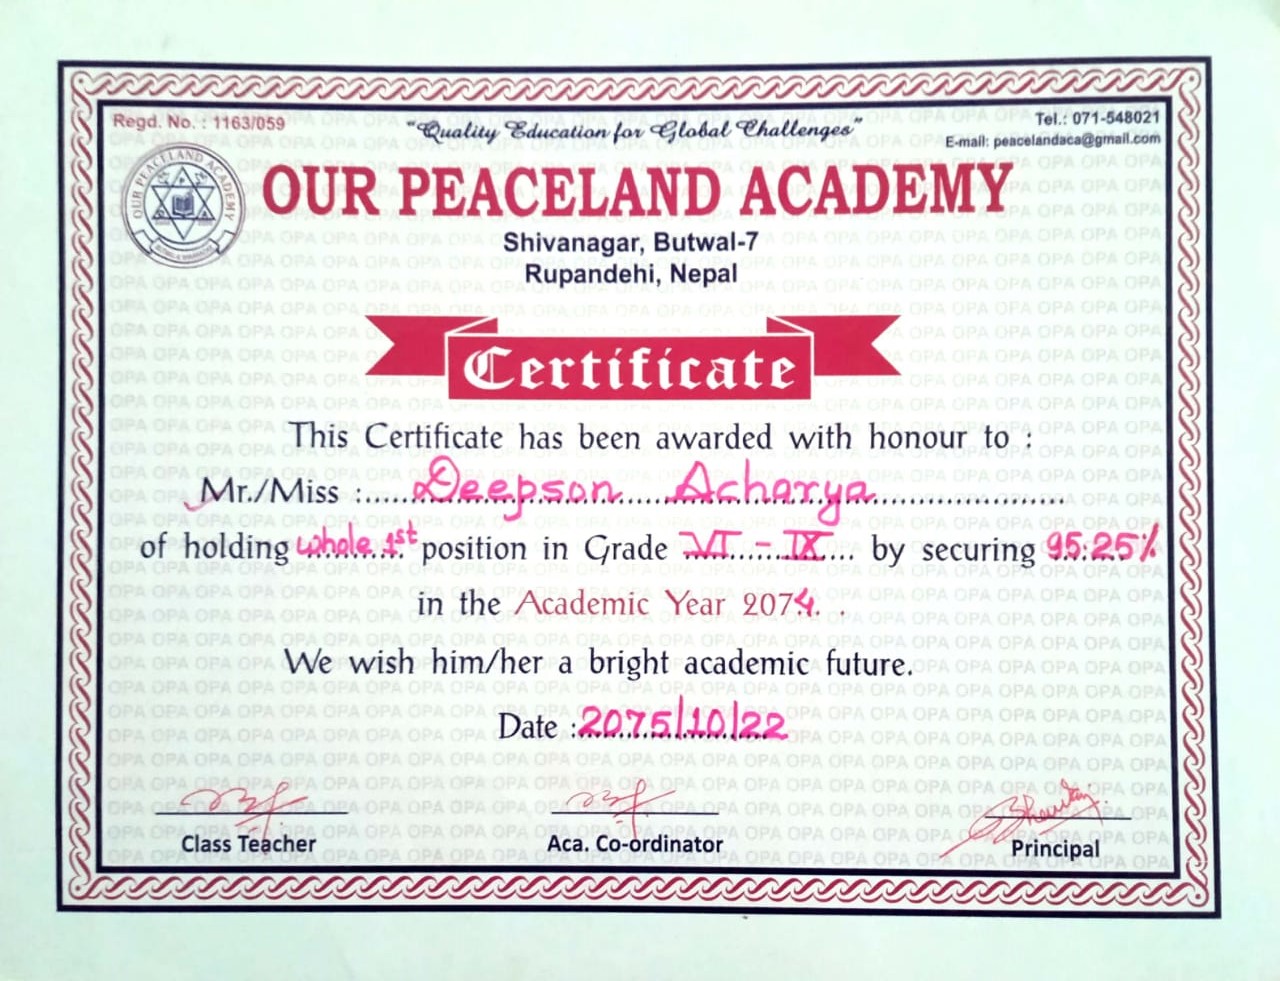 Regd. No. : 1163/059
"Quality Education for Global Challenges"
Tel.: 071-548021
E-mail: peacelandaca@gmail.com
OUR PEACELAND ACADEMY
OUR PEACELAND ACADEMY
Shivanagar, Butwal-7
Rupandehi, Nepal
Certificate
This Certificate has been awarded with honour to :
Mr./Miss :.....Deepson.....Acharya....................
of holding whole 1st position in Grade VI - IX by securing 95.25%
in the Academic Year 2074 .
We wish him/her a bright academic future.
Date : 2075/10/22
Class Teacher
Aca. Co-ordinator
Principal